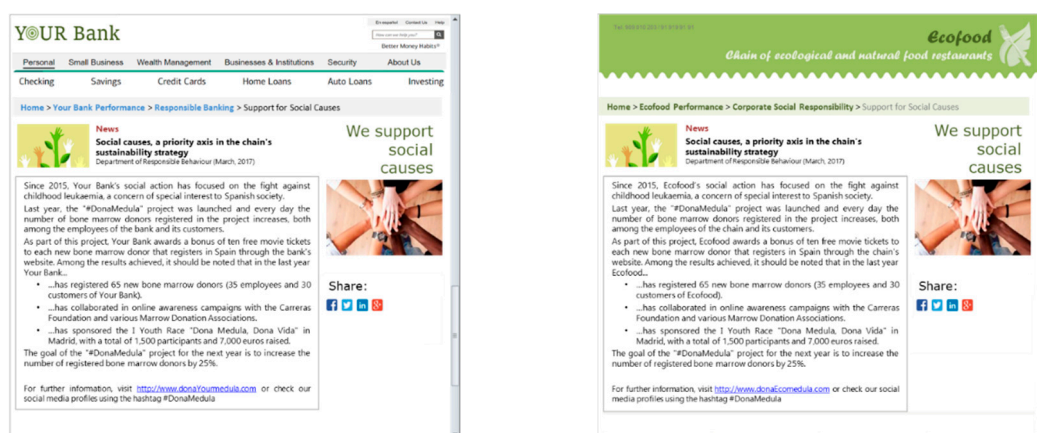 YOUR Bank
En español Contact Us Help
How can we help you?
Better Money Habits®
Personal Small Business Wealth Management Businesses & Institutions Security About Us
Checking Savings Credit Cards Home Loans Auto Loans Investing
Home > Your Bank Performance > Responsible Banking > Support for Social Causes
News
Social causes, a priority axis in the chain's
sustainability strategy
Department of Responsible Behaviour (March, 2017)
We support
social
causes
Since 2015, Your Bank's social action has focused on the fight against
childhood leukaemia, a concern of special interest to Spanish society.
Last year, the "#DonaMedula" project was launched and every day the
number of bone marrow donors registered in the project increases, both
among the employees of the bank and its customers.
As part of this project, Your Bank awards a bonus of ten free movie tickets
to each new bone marrow donor that registers in Spain through the bank's
website. Among the results achieved, it should be noted that in the last year
Your Bank...
• ...has registered 65 new bone marrow donors (35 employees and 30
customers of Your Bank).
• ...has collaborated in online awareness campaigns with the Carreras
Foundation and various Marrow Donation Associations.
• ...has sponsored the I Youth Race "Dona Medula, Dona Vida" in
Madrid, with a total of 1,500 participants and 7,000 euros raised.
The goal of the "#DonaMedula" project for the next year is to increase the
number of registered bone marrow donors by 25%.
For further information, visit http://www.donaYourmedula.com or check our
social media profiles using the hashtag #DonaMedula
Share:
Ecofood
Chain of ecological and natural food restaurants
Home > Ecofood Performance > Corporate Social Responsibility > Support for Social Causes
News
Social causes, a priority axis in the chain's
sustainability strategy
Department of Responsible Behaviour (March, 2017)
We support
social
causes
Since 2015, Ecofood's social action has focused on the fight against
childhood leukaemia, a concern of special interest to Spanish society.
Last year, the "#DonaMedula" project was launched and every day the
number of bone marrow donors registered in the project increases, both
among the employees of the chain and its customers.
As part of this project, Ecofood awards a bonus of ten free movie tickets to
each new bone marrow donor that registers in Spain through the chain's
website. Among the results achieved, it should be noted that in the last year
Ecofood...
• ...has registered 65 new bone marrow donors (35 employees and 30
customers of Ecofood).
• ...has collaborated in online awareness campaigns with the Carreras
Foundation and various Marrow Donation Associations.
• ...has sponsored the I Youth Race "Dona Medula, Dona Vida" in
Madrid, with a total of 1,500 participants and 7,000 euros raised.
The goal of the "#DonaMedula" project for the next year is to increase the
number of registered bone marrow donors by 25%.
For further information, visit http://www.donaEcomedula.com or check our social
media profiles using the hashtag #DonaMedula
Share: